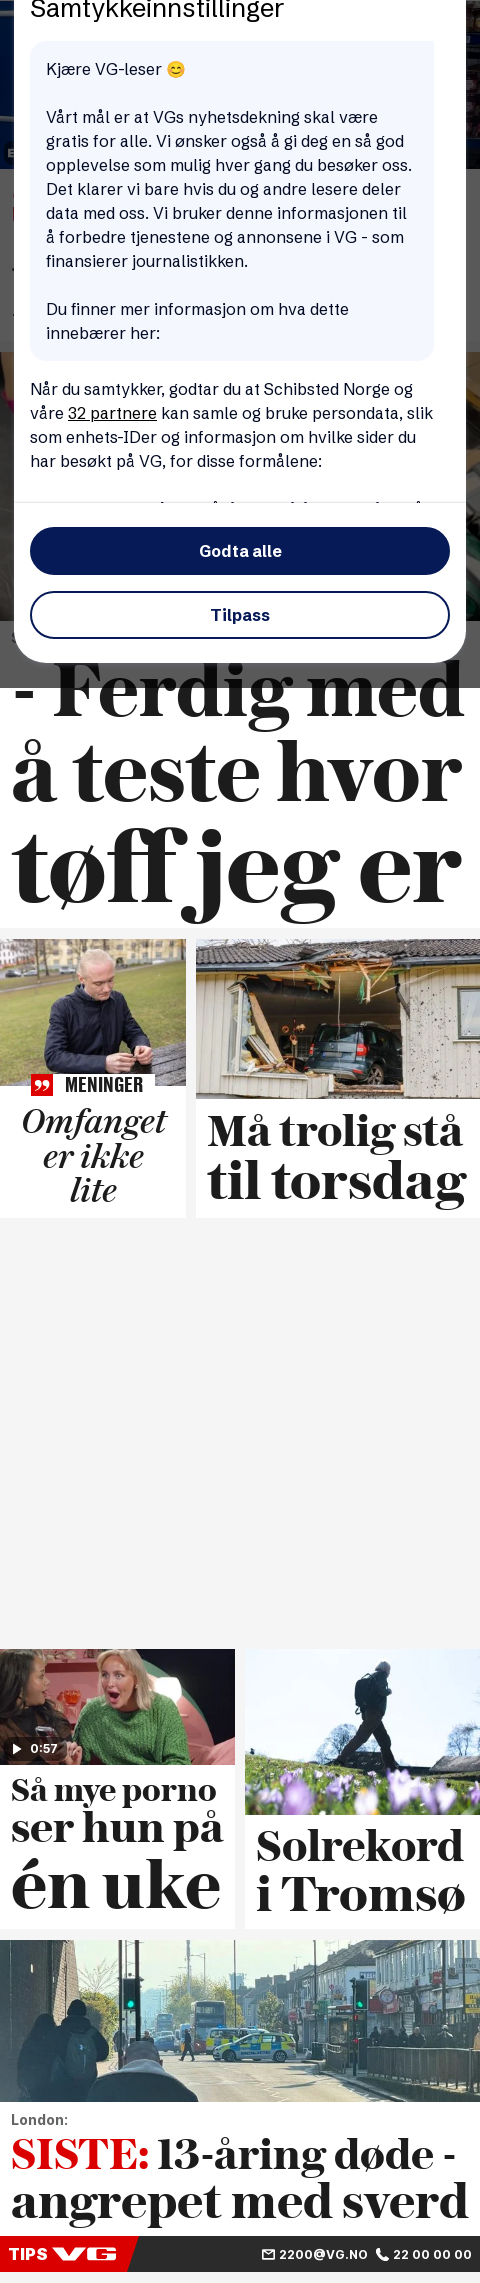 Samtykkeinnstillinger
Kjære VG-leser 😊
Vårt mål er at VGs nyhetsdekning skal være
gratis for alle. Vi ønsker også å gi deg en så god
opplevelse som mulig hver gang du besøker oss.
Det klarer vi bare hvis du og andre lesere deler
data med oss. Vi bruker denne informasjonen til
å forbedre tjenestene og annonsene i VG - som
finansierer journalistikken.
Du finner mer informasjon om hva dette
innebærer her:
Når du samtykker, godtar du at Schibsted Norge og
våre 32 partnere kan samle og bruke persondata, slik
som enhets-IDer og informasjon om hvilke sider du
har besøkt på VG, for disse formålene:
Godta alle
Tilpass
- Ferdig med
å teste hvor
tøff jeg er
MENINGER
Omfanget
er ikke
lite
Må trolig stå
til torsdag
0:57
Så mye porno
ser hun på
én uke
Solrekord
i Tromsø
London:
SISTE: 13-åring døde -
angrepet med sverd
TIPS VG 2200@VG.NO 22 00 00 00